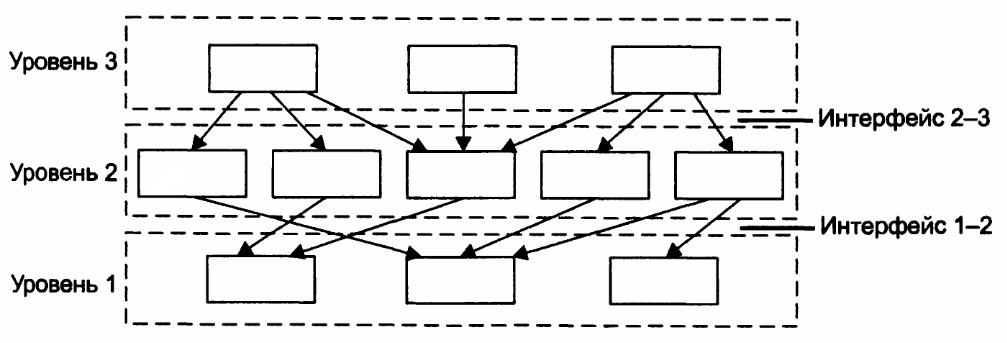 Уровень 3
Интерфейс 2–3
Уровень 2
Интерфейс 1–2
Уровень 1